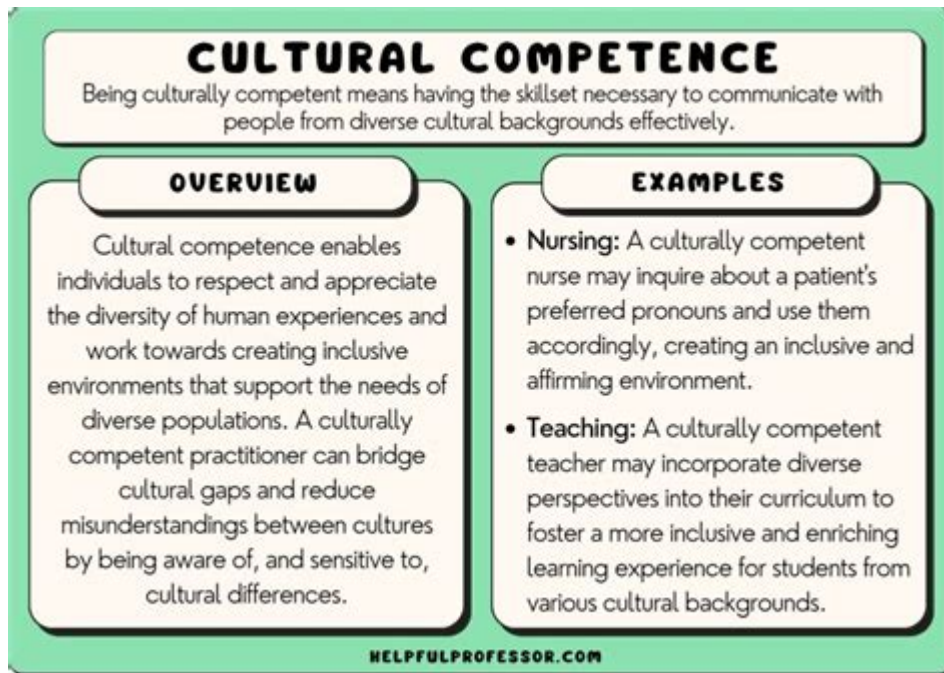 CULTURAL COMPETENCE
Being culturally competent means having the skillset necessary to communicate with
people from diverse cultural backgrounds effectively.
OVERVIEW
Cultural competence enables
individuals to respect and appreciate
the diversity of human experiences and
work towards creating inclusive
environments that support the needs of
diverse populations. A culturally
competent practitioner can bridge
cultural gaps and reduce
misunderstandings between cultures
by being aware of, and sensitive to,
cultural differences.
EXAMPLES
• Nursing: A culturally competent
nurse may inquire about a patient's
preferred pronouns and use them
accordingly, creating an inclusive and
affirming environment.
• Teaching: A culturally competent
teacher may incorporate diverse
perspectives into their curriculum to
foster a more inclusive and enriching
learning experience for students from
various cultural backgrounds.
HELPFULPROFESSOR.COM